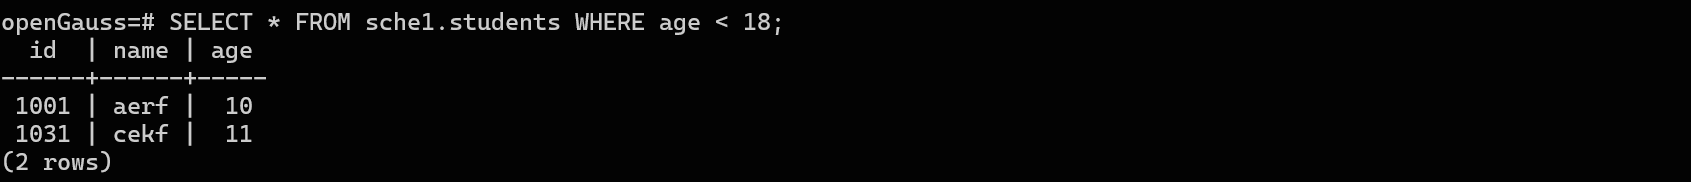 openGauss=# SELECT * FROM sche1.students WHERE age < 18;
  id  | name | age
------+------+-----
 1001 | aerf |  10
 1031 | cekf |  11
(2 rows)